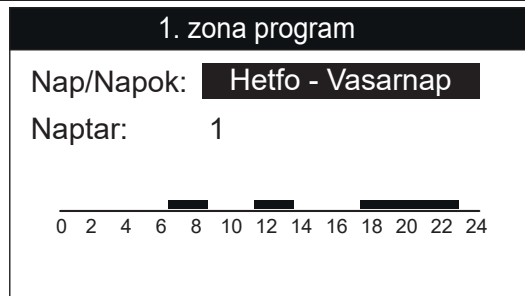 1. zona program
Nap/Napok: Hetfo - Vasarnap
Naptar: 1
0 2 4 6 8 10 12 14 16 18 20 22 24